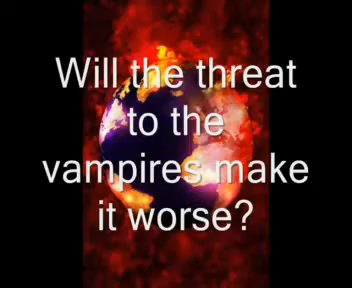 Will the threat
to the
vampires make
it worse?